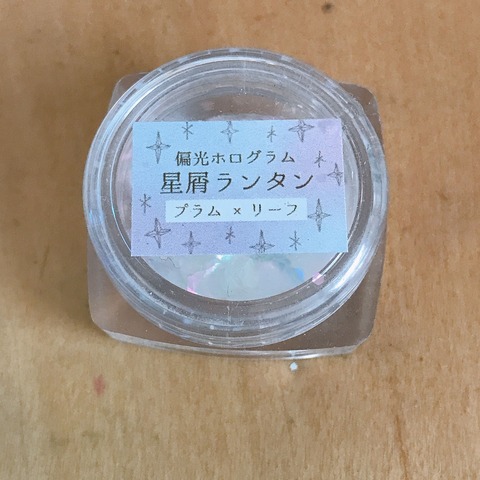 偏光ホログラム
星屑ランタン
プラム × リーフ